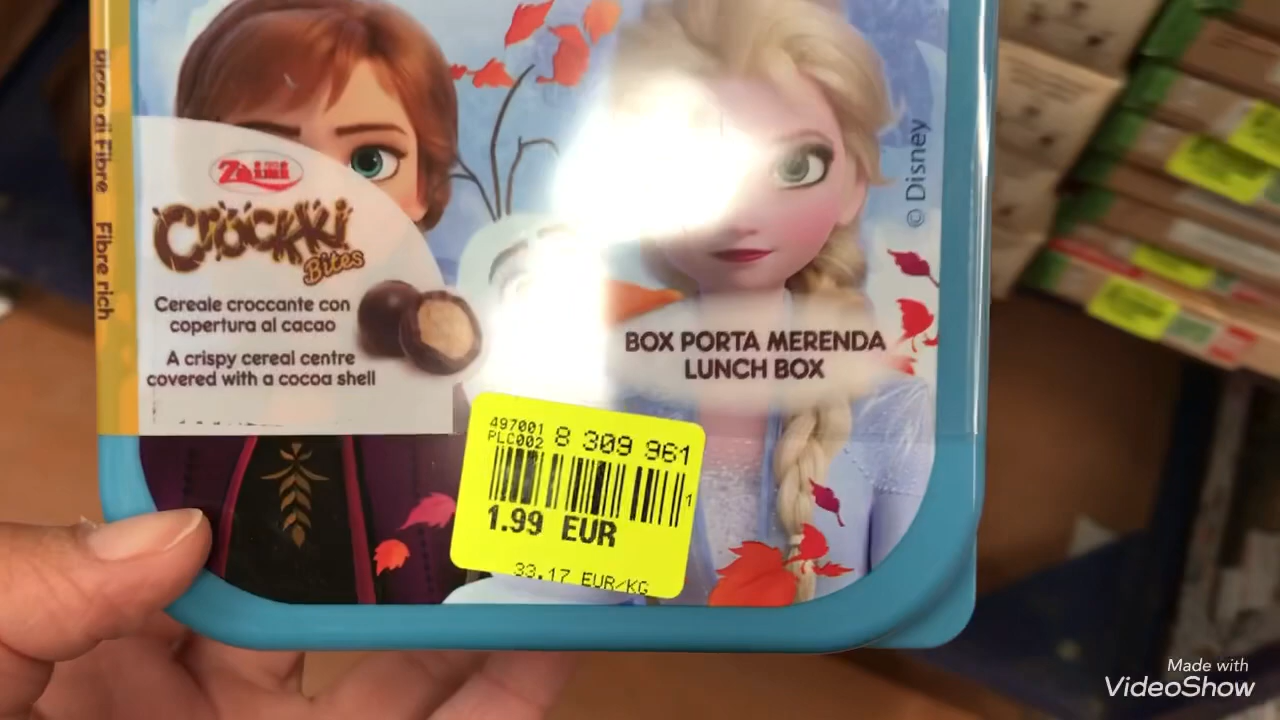 Ricco di Fibre Fibre rich
Zàini
Crockki
Bites
Cereale croccante con
copertura al cacao
A crispy cereal centre
covered with a cocoa shell
© Disney
BOX PORTA MERENDA
LUNCH BOX
497001
PLC002 8 309 961
1
1.99 EUR
33.17 EUR/KG
Made with
VideoShow